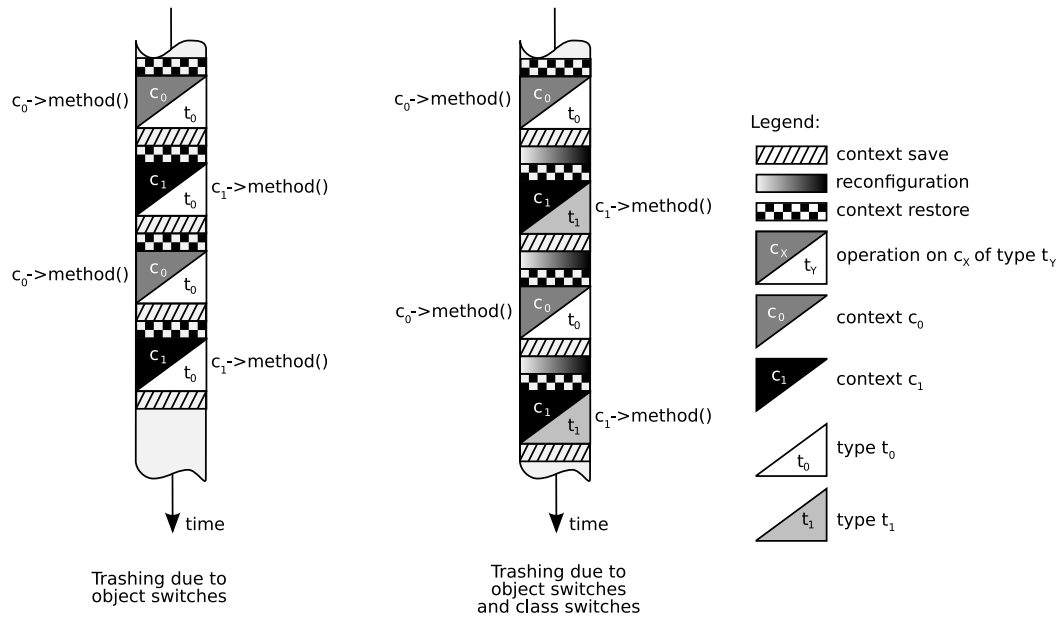 c₀->method()
c₀
t₀
c₁
t₀
c₁->method()
c₀->method()
c₀
t₀
c₁
t₀
c₁->method()
time
Trashing due to
object switches
c₀->method()
c₀
t₀
c₁
t₁
c₁->method()
c₀->method()
c₀
t₀
c₁
t₁
c₁->method()
time
Trashing due to
object switches
and class switches
Legend:
context save
reconfiguration
context restore
cX
tY
operation on cX of type tY
c₀
context c₀
c₁
context c₁
t₀
type t₀
t₁
type t₁